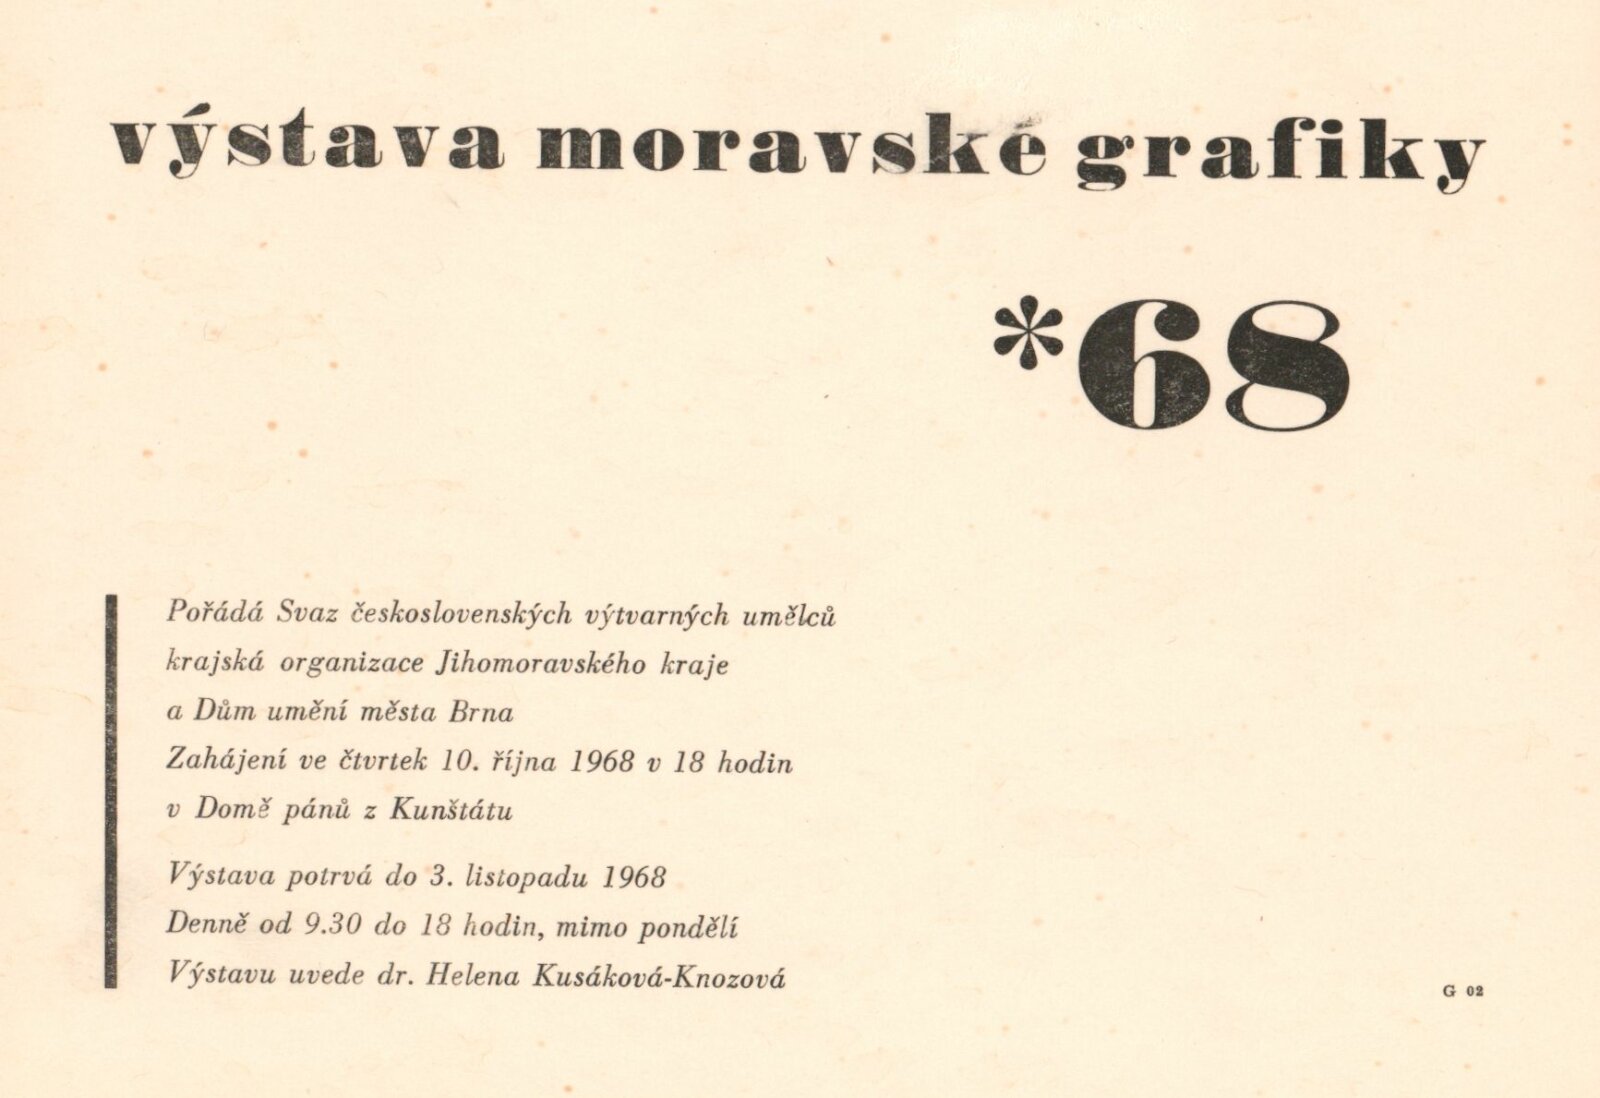 výstava moravské grafiky
*68
Pořádá Svaz československých výtvarných umělců
krajská organizace Jihomoravského kraje
a Dům umění města Brna
Zahájení ve čtvrtek 10. října 1968 v 18 hodin
v Domě pánů z Kunštátu
Výstava potrvá do 3. listopadu 1968
Denně od 9.30 do 18 hodin, mimo pondělí
Výstavu uvede dr. Helena Kusáková-Knozová
G 02